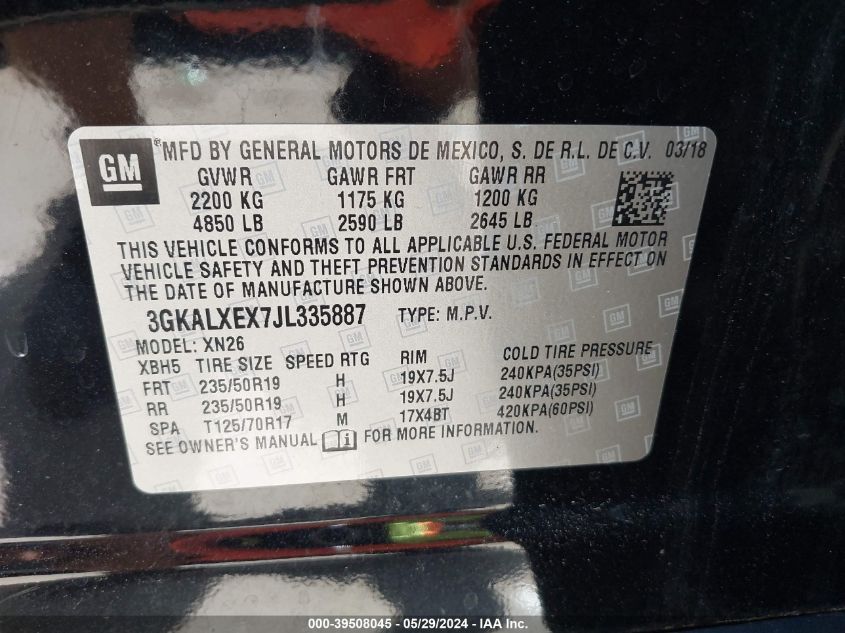 GM MFD BY GENERAL MOTORS DE MEXICO, S. DE R.L. DE C.V. 03/18
GVWR GAWR FRT GAWR RR
2200 KG 1175 KG 1200 KG
4850 LB 2590 LB 2645 LB
THIS VEHICLE CONFORMS TO ALL APPLICABLE U.S. FEDERAL MOTOR
VEHICLE SAFETY AND THEFT PREVENTION STANDARDS IN EFFECT ON
THE DATE OF MANUFACTURE SHOWN ABOVE.
3GKALXEX7JL335887 TYPE: M.P.V.
MODEL: XN26
XBH5 TIRE SIZE SPEED RTG RIM COLD TIRE PRESSURE
FRT 235/50R19 H 19X7.5J 240KPA(35PSI)
RR 235/50R19 H 19X7.5J 240KPA(35PSI)
SPA T125/70R17 M 17X4BT 420KPA(60PSI)
SEE OWNER'S MANUAL FOR MORE INFORMATION.
000-39508045 - 05/29/2024 - IAA Inc.